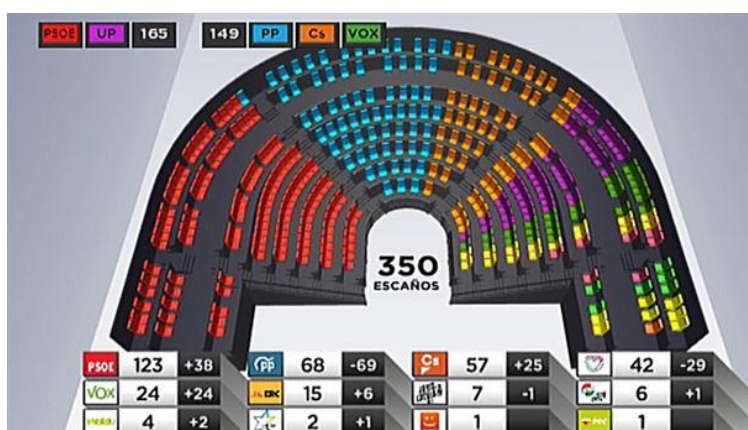 PSOE UP 165 149 PP Cs VOX
350
ESCAÑOS
PSOE 123 +38 PP 68 -69 Cs 57 +25 42 -29
VOX 24 +24 ERC 15 +6 7 -1 6 +1
4 +2 2 +1 1 1